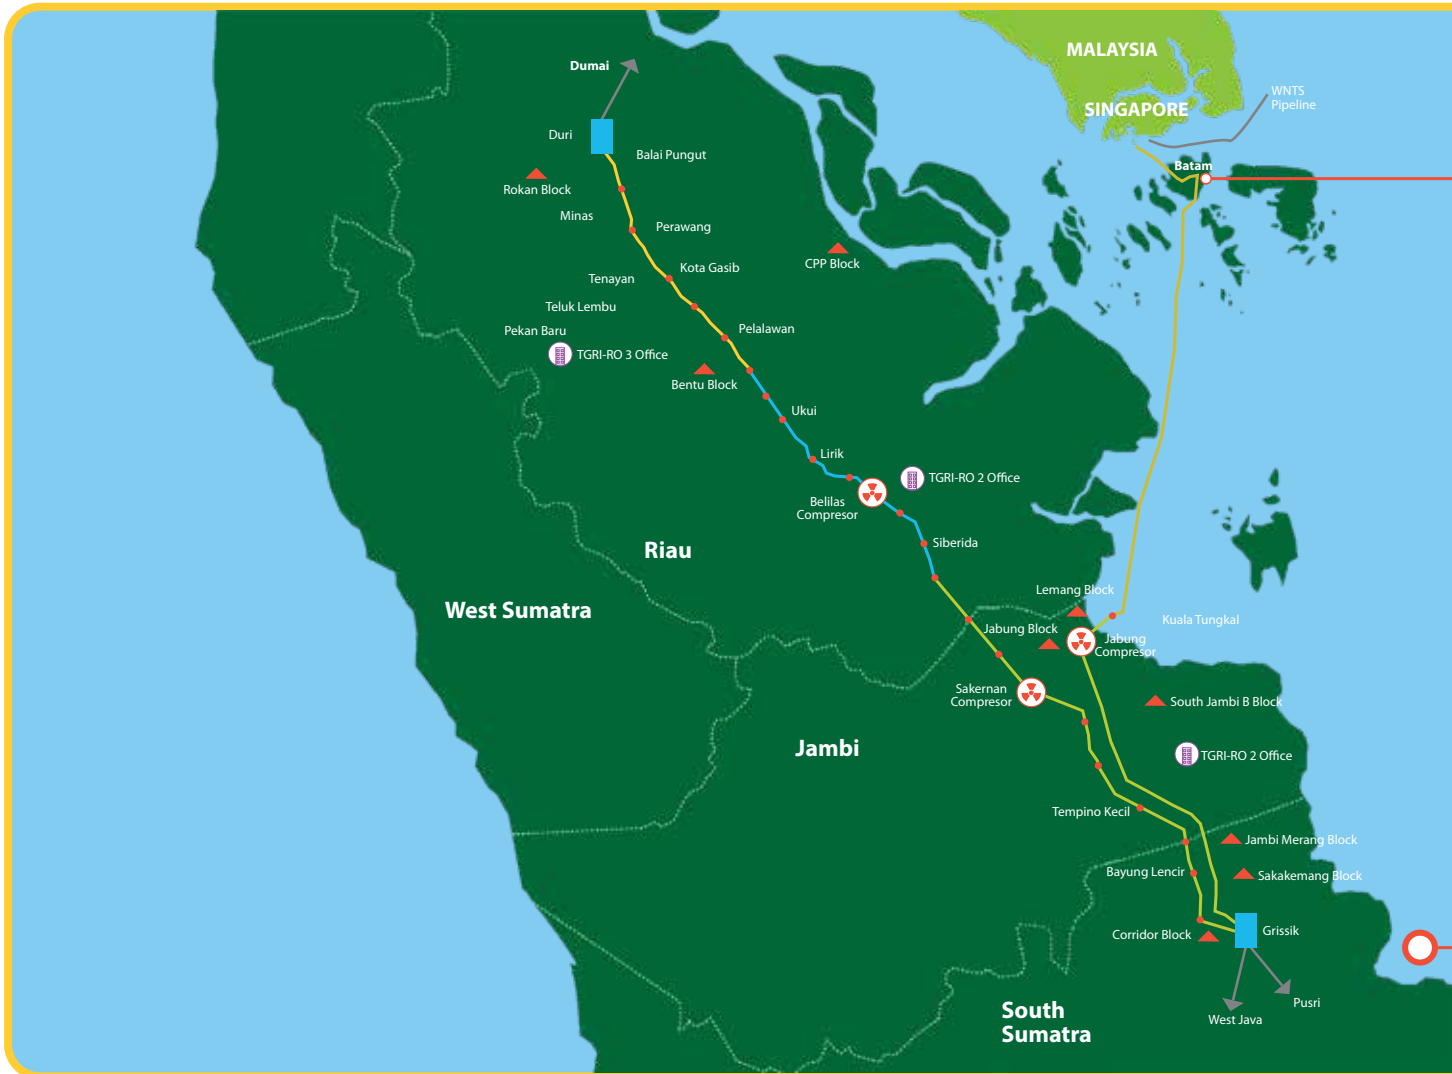 MALAYSIA
Dumai
WNTS
Pipeline
SINGAPORE
Duri
Balai Pungut
Batam
Rokan Block
Minas
Perawang
CPP Block
Kota Gasib
Tenayan
Teluk Lembu
Pekan Baru
Pelalawan
TGRI-RO 3 Office
Bentu Block
Ukui
Lirik
TGRI-RO 2 Office
Belilas
Compresor
Siberida
Riau
West Sumatra
Lemang Block
Kuala Tungkal
Jabung Block
Jabung
Compresor
Sakernan
Compresor
South Jambi B Block
Jambi
TGRI-RO 2 Office
Tempino Kecil
Jambi Merang Block
Bayung Lencir
Sakakemang Block
Corridor Block
Grissik
Pusri
West Java
South
Sumatra